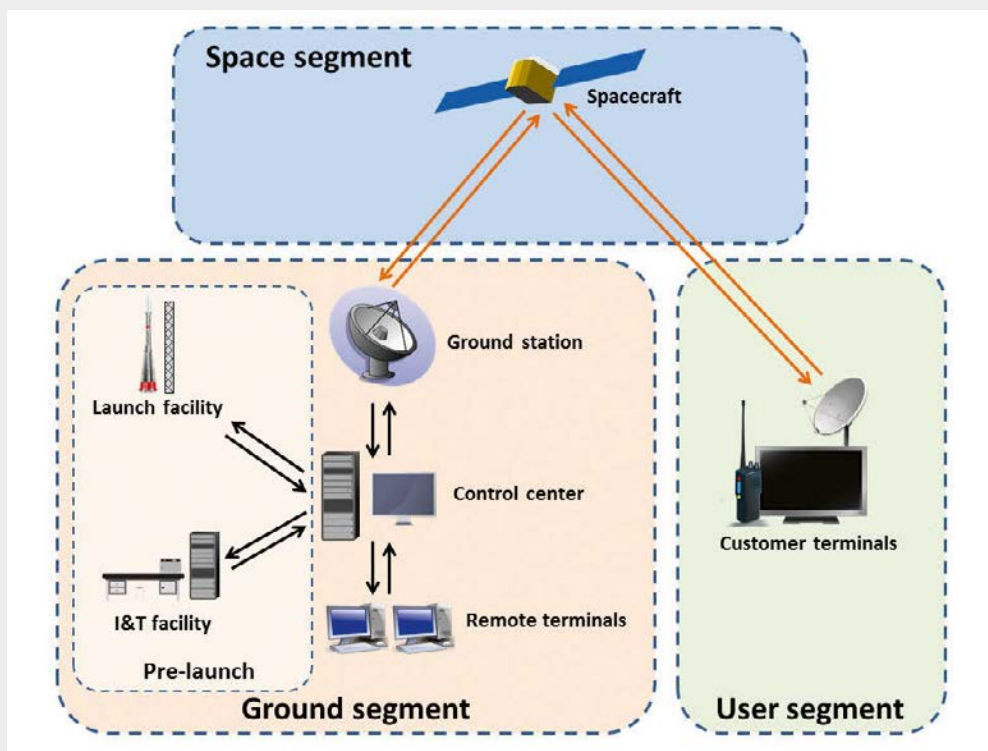 Space segment
Spacecraft
Ground station
Launch facility
Control center
Customer terminals
I&T facility
Remote terminals
Pre-launch
Ground segment
User segment